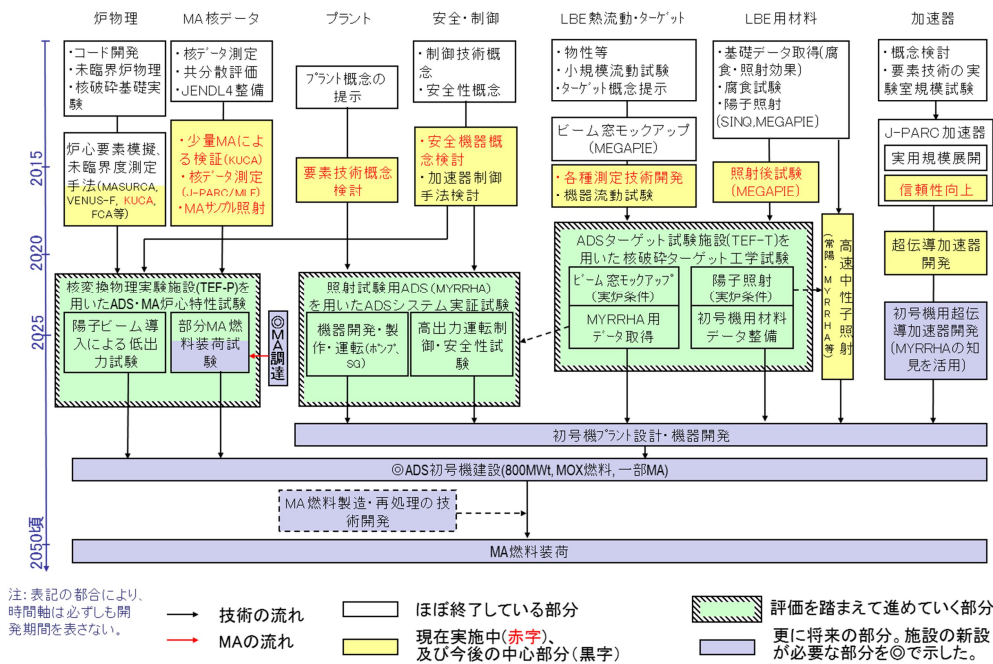 炉物理
MA核データ
プラント
安全・制御
LBE熱流動・ターゲット
LBE用材料
加速器
・コード開発
・未臨界炉物理
・核破砕基礎実
験
・核データ測定
・共分散評価
・JENDL4整備
プラント概念の
提示
・制御技術概
念
・安全性概念
・物性等
・小規模流動試験
・ターゲット概念提示
・基礎データ取得(腐
食・照射効果)
・腐食試験
・陽子照射
(SINQ,MEGAPIE)
・概念検討
・要素技術の実
験室規模試験
2015
2020
2025
2050頃
炉心要素模擬、
未臨界度測定
手法(MASURCA,
VENUS-F, KUCA,
FCA等)
・少量MAによ
る検証(KUCA)
・核データ測定
(J-PARC/MLF)
・MAサンプル照射
要素技術概念
検討
・安全機器概
念検討
・加速器制御
手法検討
ビーム窓モックアップ
(MEGAPIE)
・各種測定技術開発
・機器流動試験
照射後試験
(MEGAPIE)
J-PARC加速器
実用規模展開
信頼性向上
超伝導加速器
開発
核変換物理実験施設(TEF-P)を
用いたADS・MA炉心特性試験
陽子ビーム導
入による低出
力試験
部分MA燃
料装荷試
験
◎MA調達
照射試験用ADS (MYRRHA)
を用いたADSシステム実証試験
機器開発・製
作・運転(ポンプ、
SG)
高出力運転制
御・安全性試
験
ADSターゲット試験施設(TEF-T)を
用いた核破砕ターゲット工学試験
ビーム窓モックアップ
(実炉条件)
MYRRHA用
データ取得
陽子照射
(実炉条件)
初号機用材料
データ整備
高速中性子照射
(常陽・MYRRHA等)
初号機用超伝
導加速器開発
(MYRRHAの知
見を活用)
初号機プラント設計・機器開発
◎ADS初号機建設(800MWt, MOX燃料, 一部MA)
MA燃料製造・再処理の技
術開発
MA燃料装荷
注: 表記の都合により、
時間軸は必ずしも開
発期間を表さない。
技術の流れ
MAの流れ
ほぼ終了している部分
現在実施中(赤字)、
及び今後の中心部分(黒字)
評価を踏まえて進めていく部分
更に将来の部分。施設の新設
が必要な部分を◎で示した。